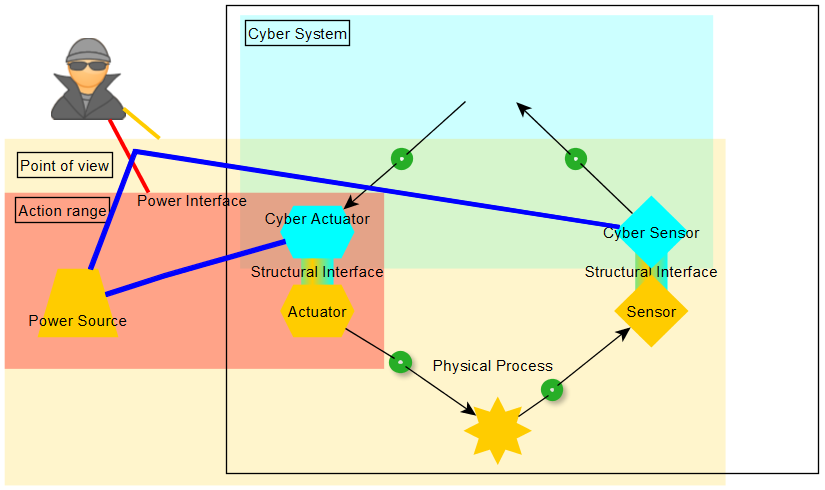 Cyber System
Point of view
Power Interface
Action range
Cyber Actuator
Cyber Sensor
Structural Interface
Structural Interface
Power Source
Actuator
Sensor
Physical Process